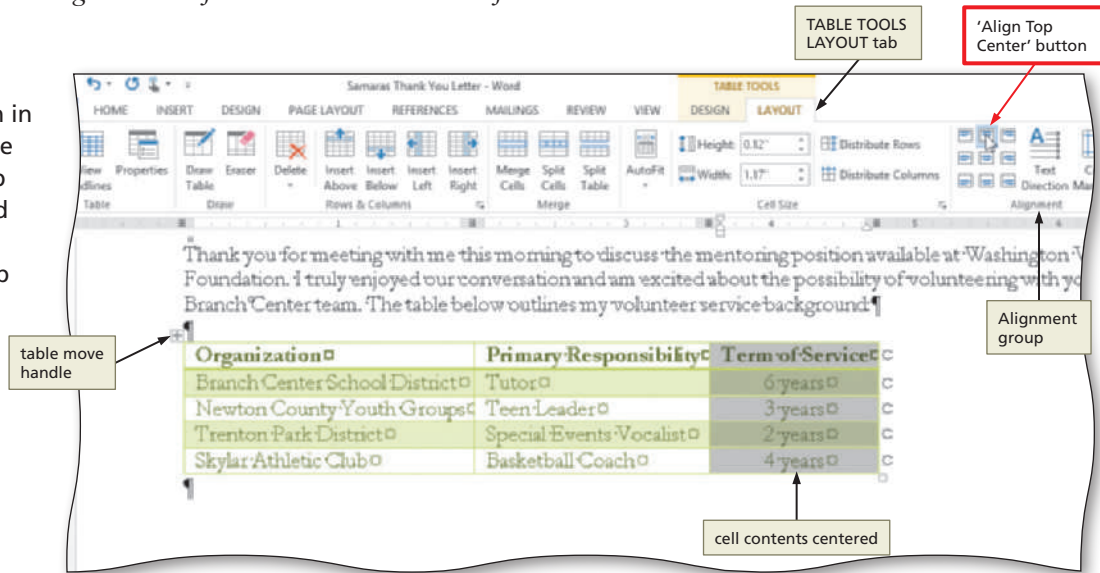 TABLE TOOLS
LAYOUT tab
'Align Top
Center' button
Samaras Thank You Letter - Word
TABLE TOOLS
HOME INSERT DESIGN PAGE LAYOUT REFERENCES MAILINGS REVIEW VIEW DESIGN LAYOUT
Properties Draw Table Eraser Delete Insert Above Insert Below Insert Left Insert Right Merge Cells Split Cells Split Table AutoFit Height: 0.82" Distribute Rows
Width: 1.17" Distribute Columns Text Direction
Table Draw Rows & Columns Merge Cell Size Alignment
Thank you for meeting with me this morning to discuss the mentoring position available at Washington
Foundation. I truly enjoyed our conversation and am excited about the possibility of volunteering with
Branch Center team. The table below outlines my volunteer service background.¶
¶
Alignment
group
table move
handle
Organization Primary Responsibility Term of Service
Branch Center School District Tutor 6 years
Newton County Youth Groups Teen Leader 3 years
Trenton Park District Special Events Vocalist 2 years
Skylar Athletic Club Basketball Coach 4 years
¶
cell contents centered